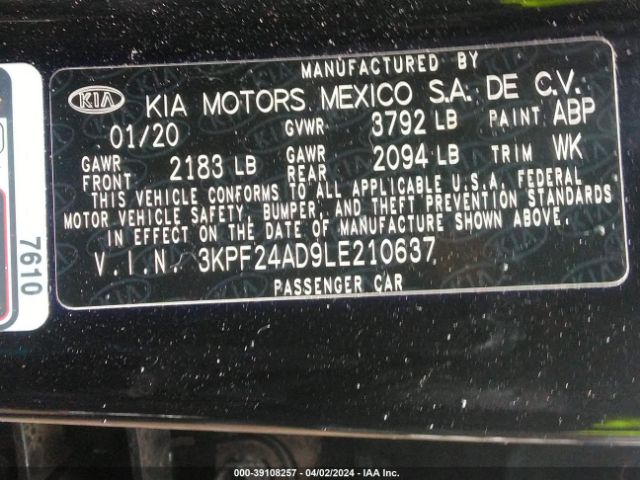 MANUFACTURED BY
KIA KIA MOTORS MEXICO S.A. DE C.V.
01/20 GVWR 3792 LB PAINT ABP
GAWR FRONT 2183 LB GAWR REAR 2094 LB TRIM WK
THIS VEHICLE CONFORMS TO ALL APPLICABLE U.S.A. FEDERAL
MOTOR VEHICLE SAFETY, BUMPER, AND THEFT PREVENTION STANDARDS
IN EFFECT ON THE DATE OF MANUFACTURE SHOWN ABOVE.
V.I.N. 3KPF24AD9LE210637
PASSENGER CAR
7610
000-39108257 - 04/02/2024 - IAA Inc.